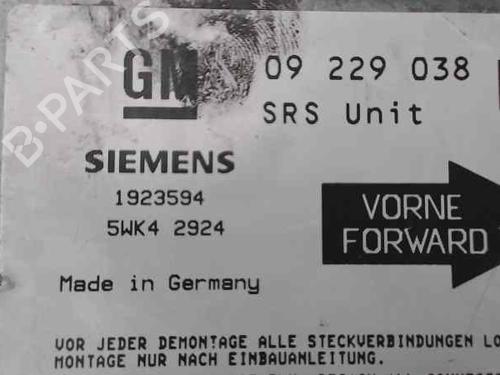 B-PARTS
GM
09 229 038
SRS Unit
SIEMENS
1923594
5WK4 2924
VORNE
FORWARD
Made in Germany
VOR JEDER DEMONTAGE ALLE STECKVERBINDUNGEN LO
MONTAGE NUR NACH EINBAUANLEITUNG.